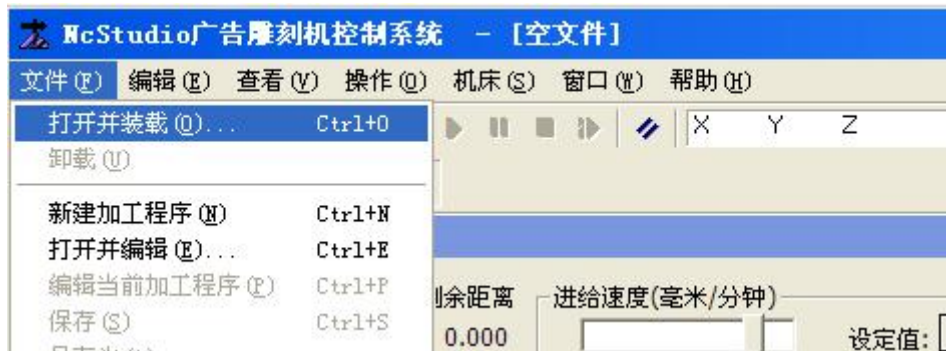 NcStudio广告雕刻机控制系统 - [空文件]
文件(F) 编辑(E) 查看(V) 操作(O) 机床(S) 窗口(W) 帮助(H)
打开并装载(O)... Ctrl+O
X Y Z
卸载(U)
新建加工程序(N) Ctrl+N
打开并编辑(E)... Ctrl+E
编辑当前加工程序(P) Ctrl+P
余距离 进给速度(毫米/分钟)
保存(S) Ctrl+S
0.000 设定值: